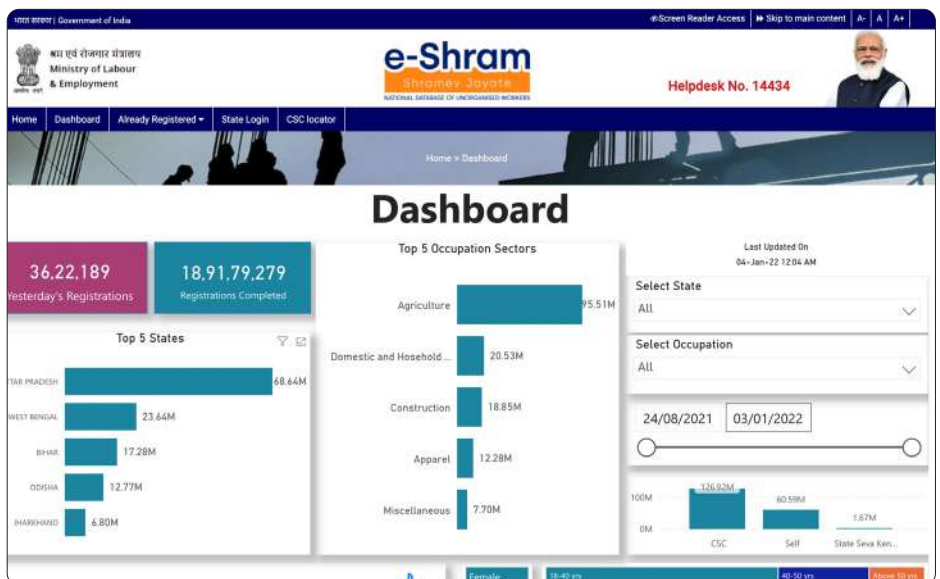 भारत सरकार | Government of India
Screen Reader Access
Skip to main content
A-
A
A+
श्रम एवं रोजगार मंत्रालय
Ministry of Labour
& Employment
सत्यमेव जयते
e-Shram
Shramev Jayate
NATIONAL DATABASE OF UNORGANISED WORKERS
Helpdesk No. 14434
Home
Dashboard
Already Registered
State Login
CSC locator
Home » Dashboard
Dashboard
36,22,189
Yesterday's Registrations
18,91,79,279
Registrations Completed
Top 5 States
TTAR PRADESH
68.64M
WEST BENGAL
23.64M
BIHAR
17.28M
ODISHA
12.77M
JHARKHAND
6.80M
Top 5 Occupation Sectors
Agriculture
95.51M
Domestic and Hosehold ...
20.53M
Construction
18.85M
Apparel
12.28M
Miscellaneous
7.70M
Last Updated On
04-Jan-22 12:04 AM
Select State
All
Select Occupation
All
24/08/2021
03/01/2022
100M
0M
126.92M
60.59M
1.67M
CSC
Self
State Seva Ken...
Female
18-40 yrs
40-50 yrs
Above 50 yrs